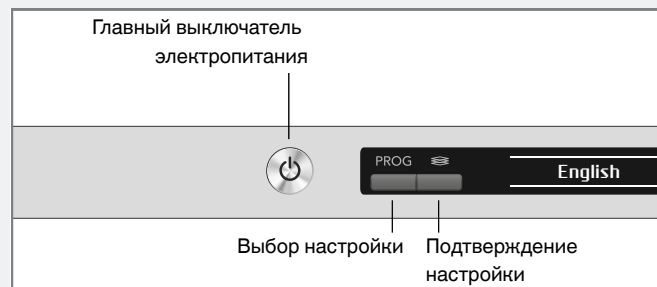 Главный выключатель
электропитания
PROG
English
Выбор настройки
Подтверждение
настройки